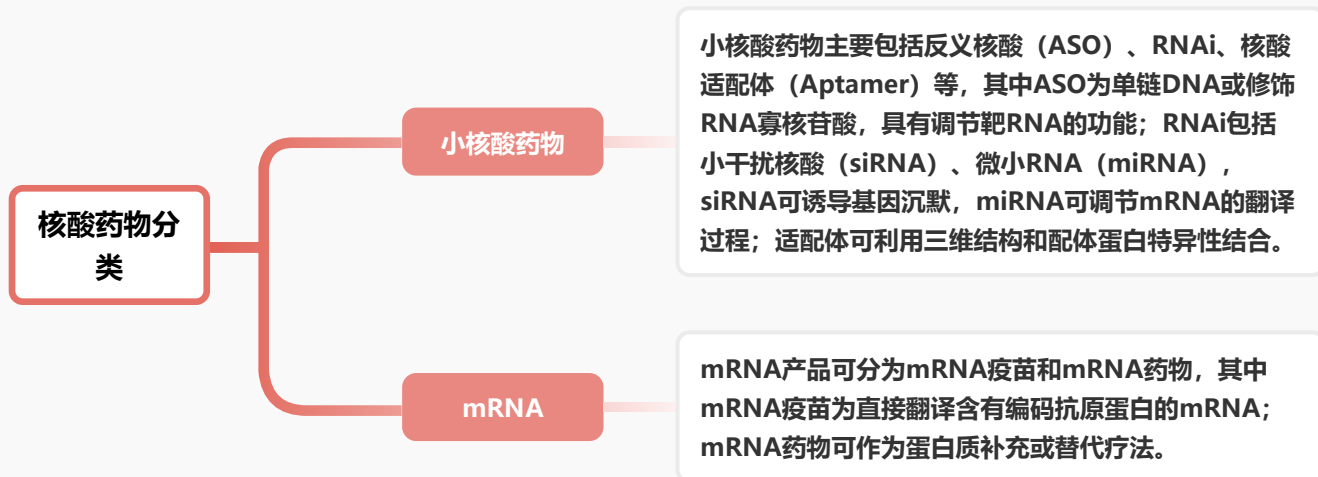 核酸药物分
类
小核酸药物
小核酸药物主要包括反义核酸（ASO）、RNAi、核酸
适配体（Aptamer）等，其中ASO为单链DNA或修饰
RNA寡核苷酸，具有调节靶RNA的功能；RNAi包括
小干扰核酸（siRNA）、微小RNA（miRNA），
siRNA可诱导基因沉默，miRNA可调节mRNA的翻译
过程；适配体可利用三维结构和配体蛋白特异性结合。
mRNA
mRNA产品可分为mRNA疫苗和mRNA药物，其中
mRNA疫苗为直接翻译含有编码抗原蛋白的mRNA；
mRNA药物可作为蛋白质补充或替代疗法。